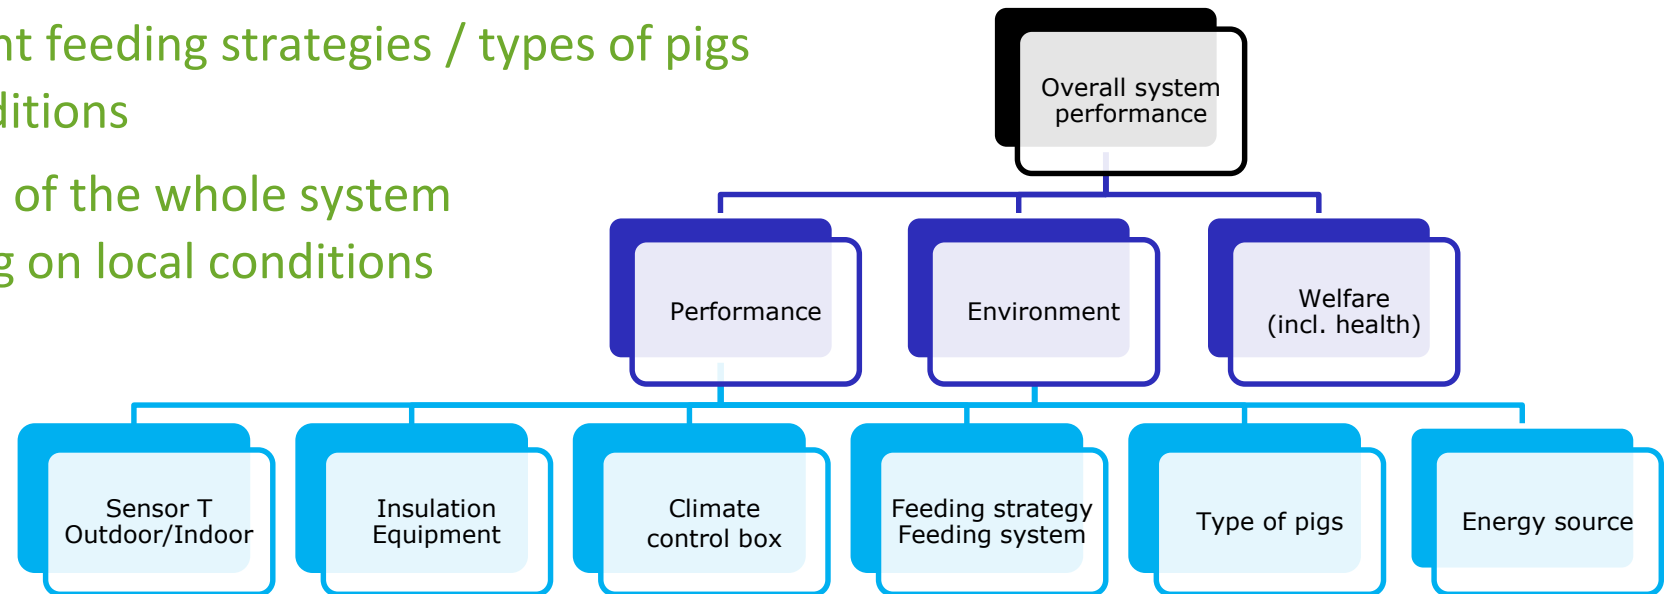 nt feeding strategies / types of pigs
ditions
of the whole system
g on local conditions
Overall system
performance
Performance
Environment
Welfare
(incl. health)
Sensor T
Outdoor/Indoor
Insulation
Equipment
Climate
control box
Feeding strategy
Feeding system
Type of pigs
Energy source